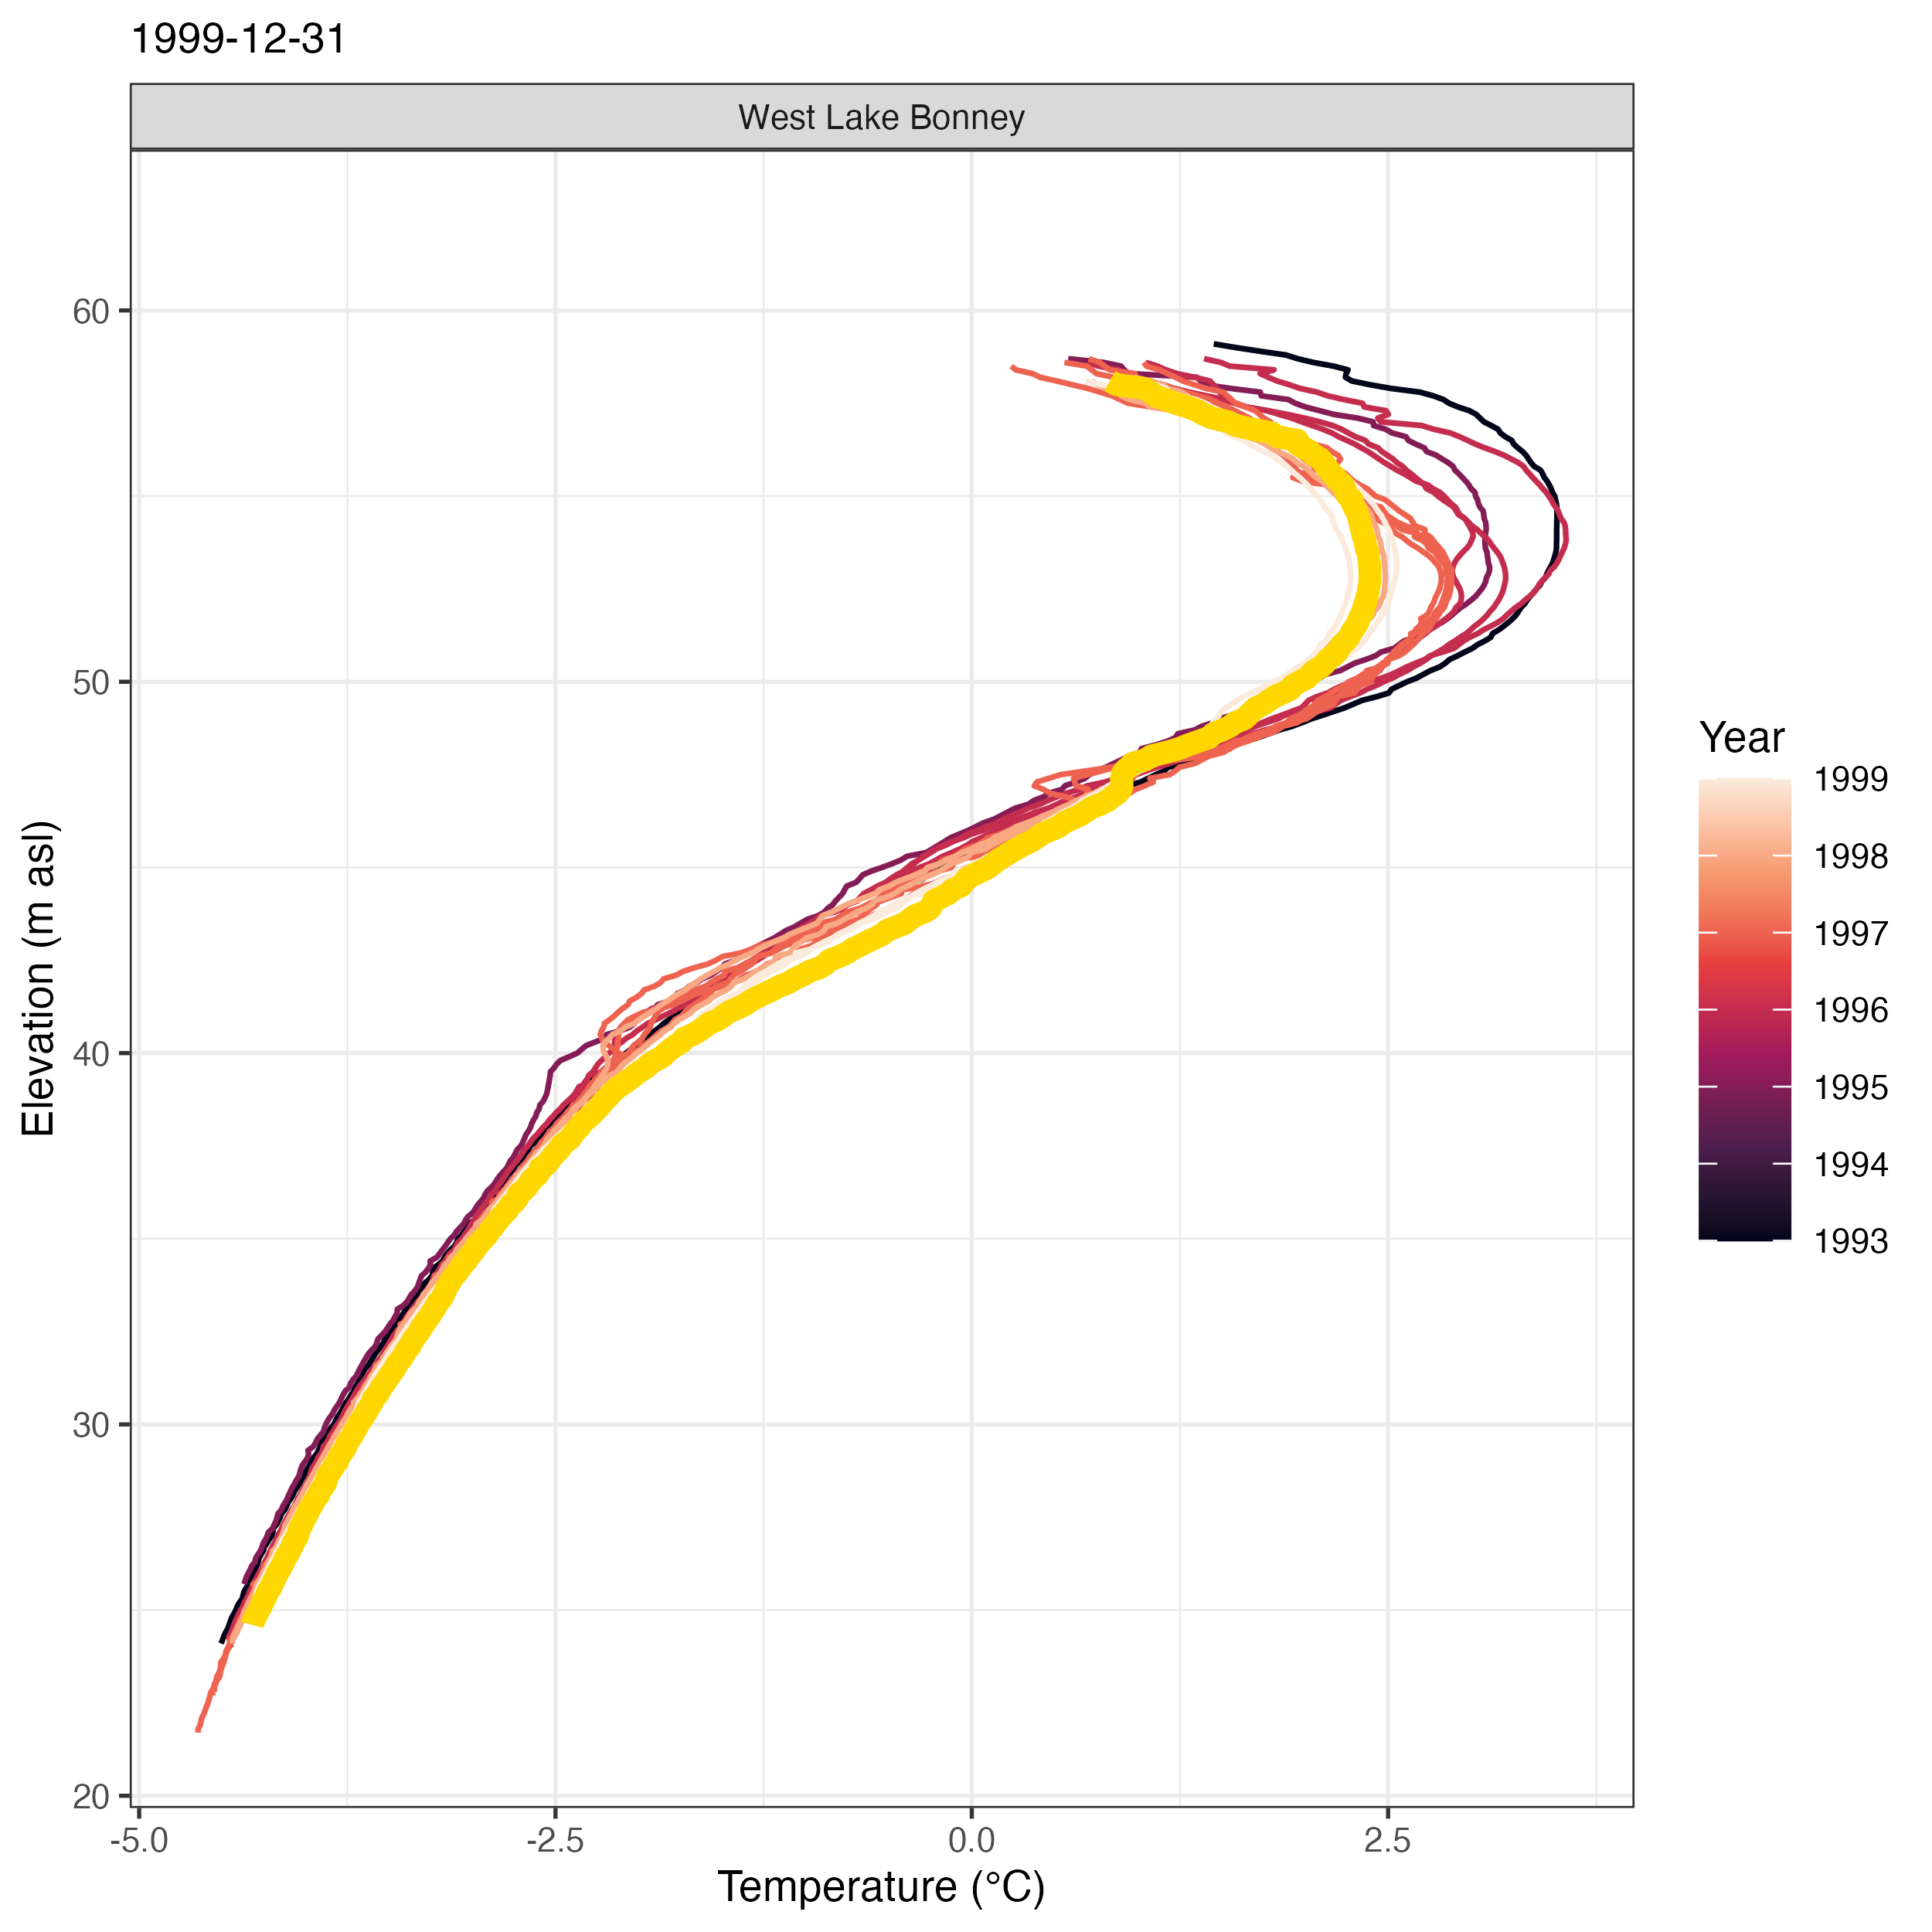 1999-12-31
West Lake Bonney
60
50
40
30
20
-5.0 -2.5 0.0 2.5
Elevation (m asl)
Temperature (°C)
Year
1999
1998
1997
1996
1995
1994
1993